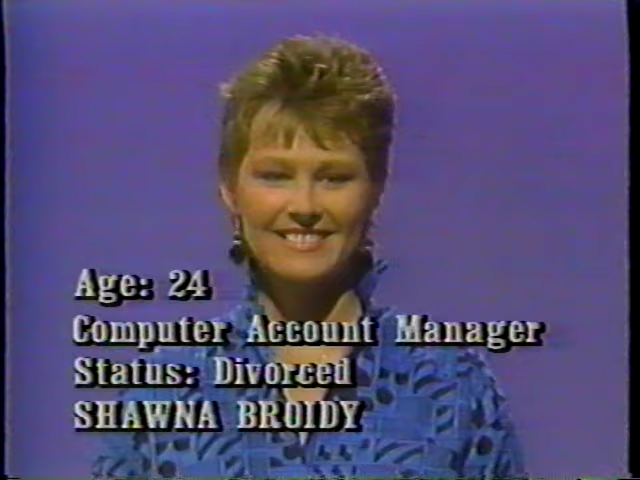 Age: 24
Computer Account Manager
Status: Divorced
SHAWNA BROIDY